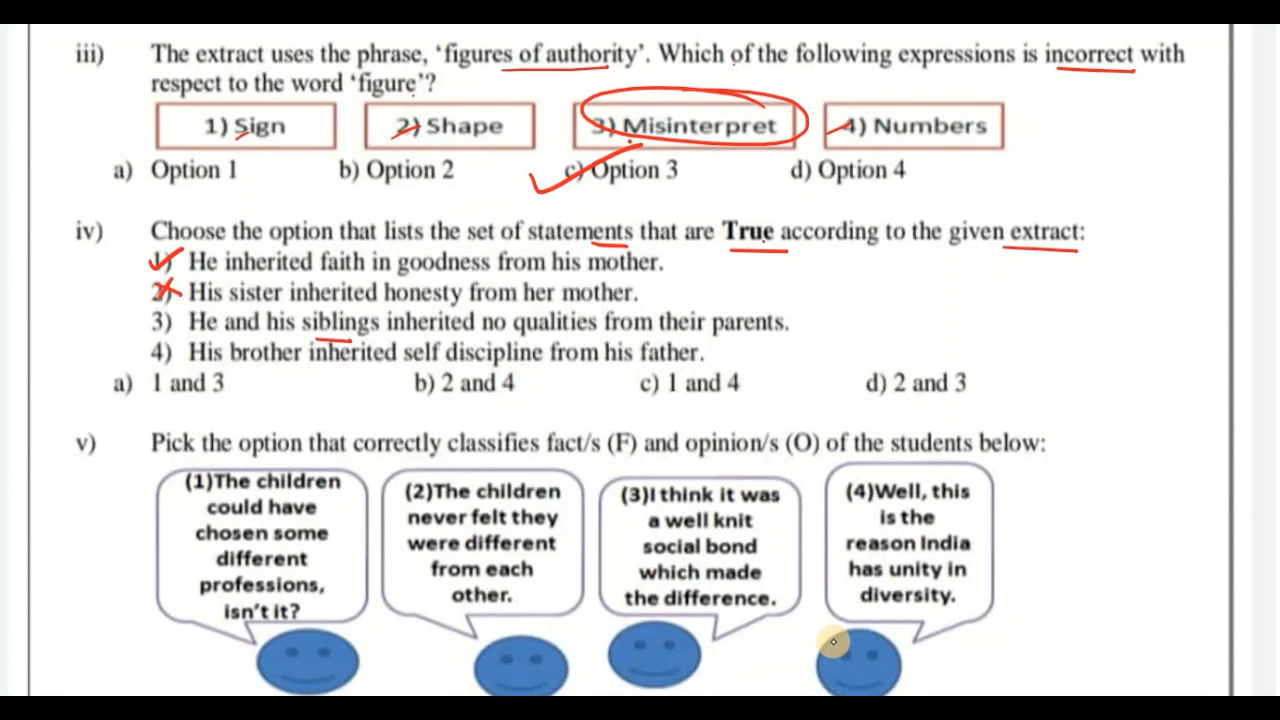 iii) The extract uses the phrase, ‘figures of authority’. Which of the following expressions is incorrect with
respect to the word ‘figure’?
1) Sign 2) Shape 3) Misinterpret 4) Numbers
a) Option 1 b) Option 2 c) Option 3 d) Option 4
iv) Choose the option that lists the set of statements that are True according to the given extract:
1) He inherited faith in goodness from his mother.
2) His sister inherited honesty from her mother.
3) He and his siblings inherited no qualities from their parents.
4) His brother inherited self discipline from his father.
a) 1 and 3 b) 2 and 4 c) 1 and 4 d) 2 and 3
v) Pick the option that correctly classifies fact/s (F) and opinion/s (O) of the students below:
(1)The children
could have
chosen some
different
professions,
isn’t it?
(2)The children
never felt they
were different
from each
other.
(3)I think it was
a well knit
social bond
which made
the difference.
(4)Well, this
is the
reason India
has unity in
diversity.